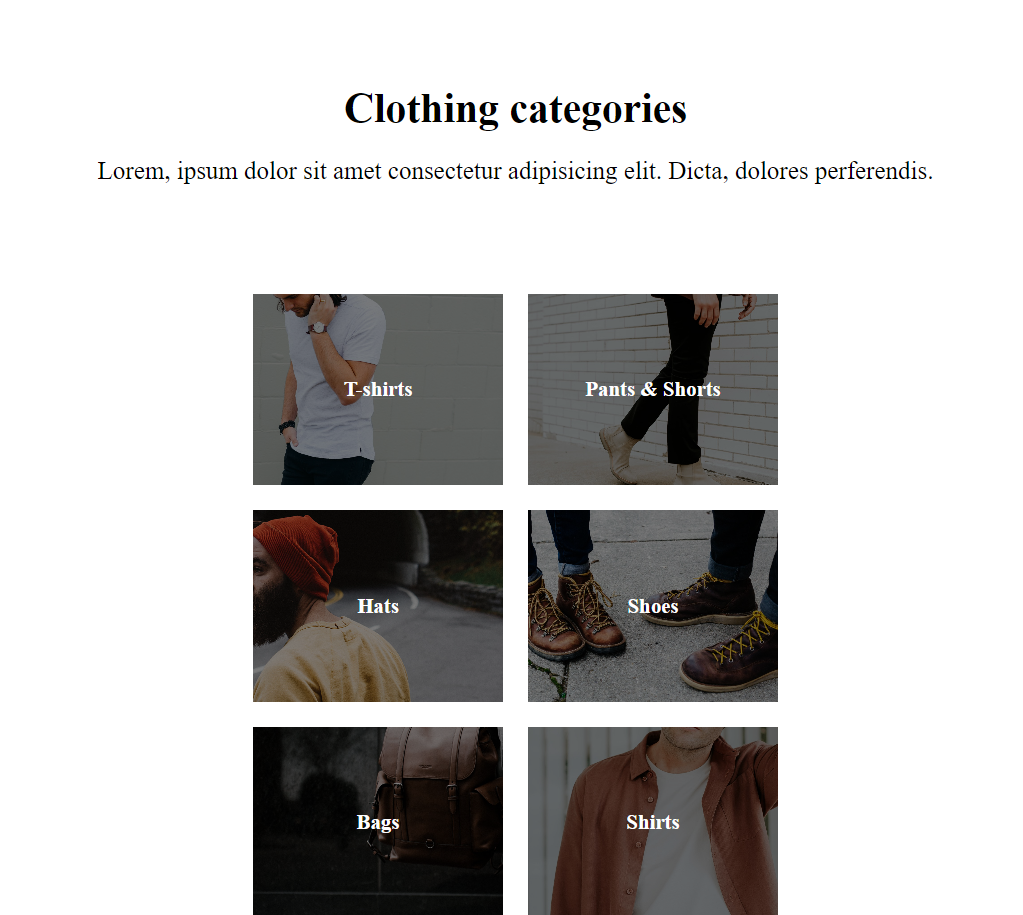 Clothing categories
Lorem, ipsum dolor sit amet consectetur adipisicing elit. Dicta, dolores perferendis.
T-shirts
Pants & Shorts
Hats
Shoes
Bags
Shirts